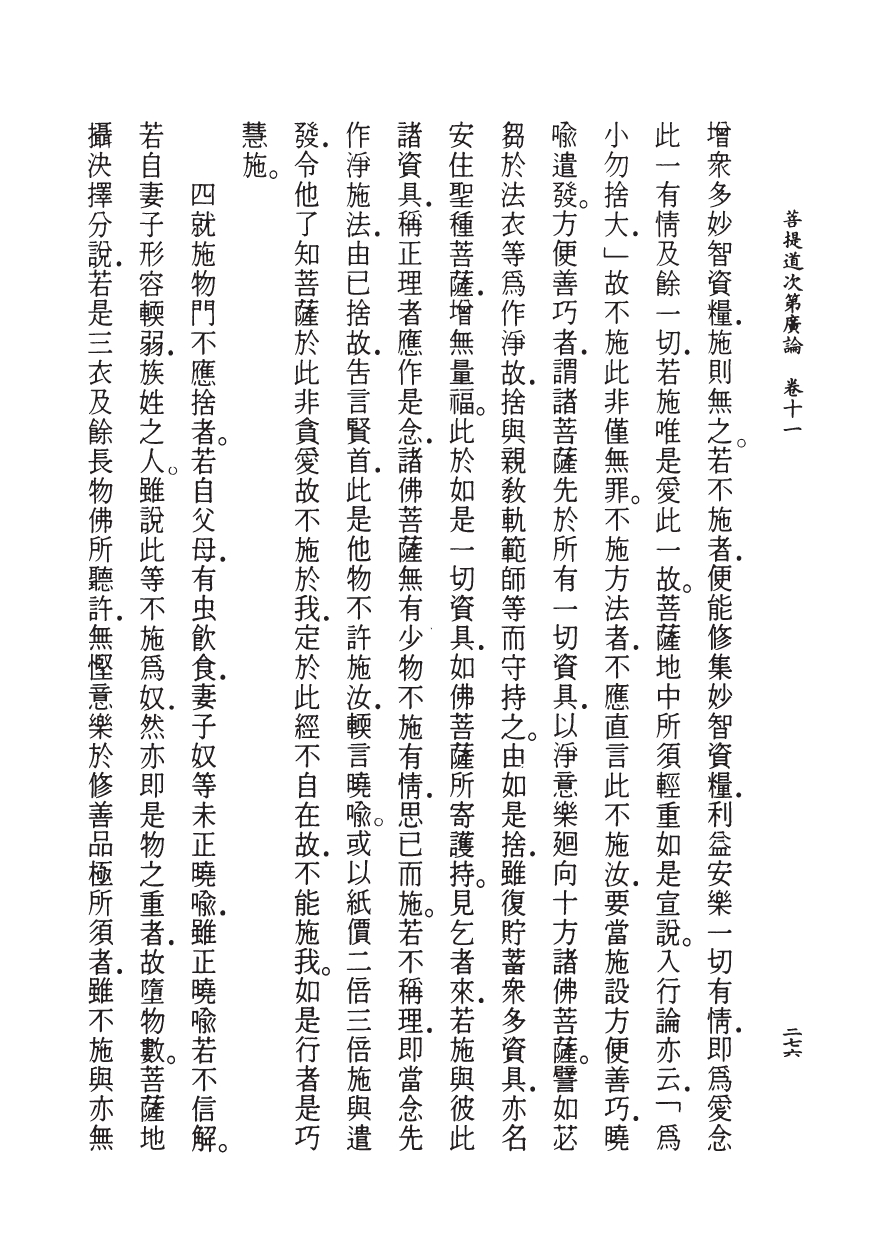 菩提道次第廣論　卷十一
二七六
增衆多妙智資糧．施則無之。若不施者．便能修集妙智資糧．利益安樂一切有情．卽爲愛念
此一有情及餘一切．若施唯是愛此一故。菩薩地中所須輕重如是宣說。入行論亦云．「爲
小勿捨大．」故不施此非僅無罪。不施方法者．不應直言此不施汝．要當施設方便善巧．曉
喩遣發。方便善巧者．謂諸菩薩先於所有一切資具．以淨意樂廻向十方諸佛菩薩。譬如苾
芻於法衣等爲作淨故．捨與親敎軌範師等而守持之。由如是捨．雖復貯蓄衆多資具．亦名
安住聖種菩薩．增無量福。此於如是一切資具．如佛菩薩所寄護持。見乞者來．若施與彼此
諸資具．稱正理者應作是念．諸佛菩薩無有少物不施有情．思已而施。若不稱理．卽當念先
作淨施法．由已捨故．告言賢首．此是他物不許施汝．輭言曉喩。或以紙價二倍三倍施與遣
發．令他了知菩薩於此非貪愛故不施於我．定於此經不自在故．不能施我。如是行者是巧
慧施。
四就施物門不應捨者。若自父母．有虫飲食．妻子奴等未正曉喩．雖正曉喩若不信解。
若自妻子形容輭弱．族姓之人。雖說此等不施爲奴．然亦卽是物之重者．故墮物數。菩薩地
攝決擇分說．若是三衣及餘長物佛所聽許．無慳意樂於修善品極所須者．雖不施與亦無